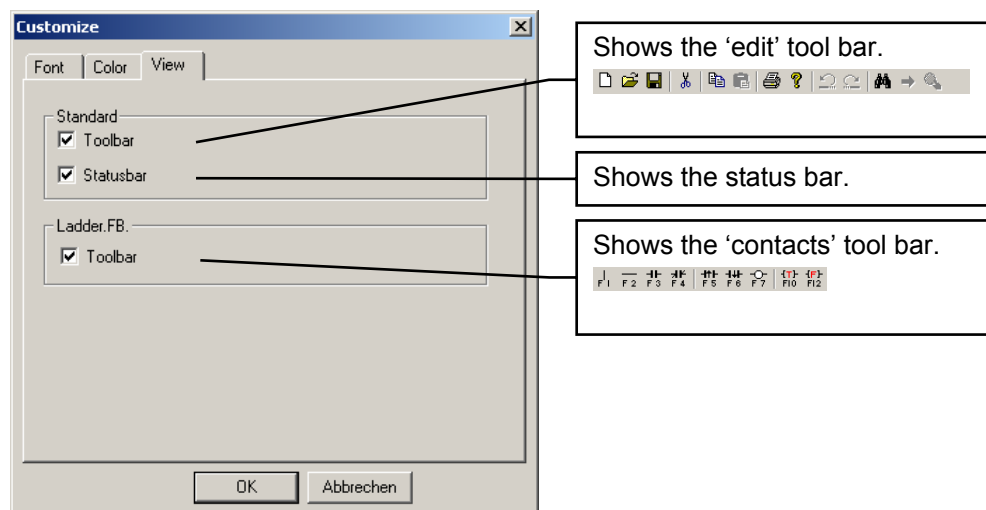 Customize
Font Color View
Standard
Toolbar
Statusbar
Ladder.FB.
Toolbar
OK Abbrechen
Shows the ‘edit’ tool bar.
Shows the status bar.
Shows the ‘contacts’ tool bar.
F1 F2 F3 F4 F5 F6 F7 F10 F12